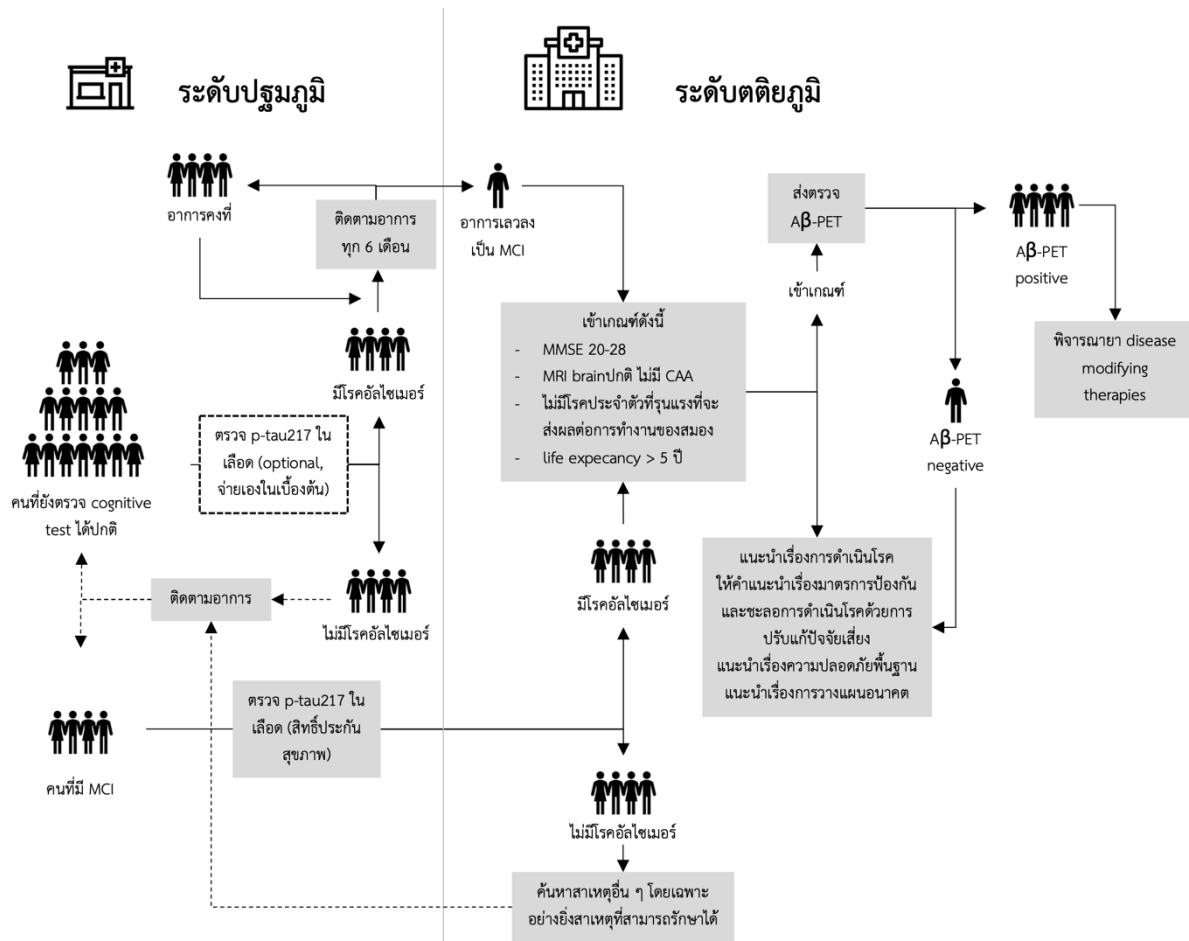 ระดับปฐมภูมิ
ระดับตติยภูมิ
อาการคงที่
ติดตามอาการ
ทุก 6 เดือน
อาการเลวลง
เป็น MCI
ส่งตรวจ
Aβ-PET
Aβ-PET
positive
เข้าเกณฑ์
พิจารณายา disease
modifying
therapies
เข้าเกณฑ์ดังนี้
- MMSE 20-28
- MRI brainปกติ ไม่มี CAA
- ไม่มีโรคประจำตัวที่รุนแรงที่จะ
ส่งผลต่อการทำงานของสมอง
- life expecancy > 5 ปี
มีโรคอัลไซเมอร์
Aβ-PET
negative
ตรวจ p-tau217 ใน
เลือด (optional,
จ่ายเองในเบื้องต้น)
คนที่ยังตรวจ cognitive
test ได้ปกติ
ติดตามอาการ
ไม่มีโรคอัลไซเมอร์
มีโรคอัลไซเมอร์
แนะนำเรื่องการดำเนินโรค
ให้คำแนะนำเรื่องมาตรการป้องกัน
และชะลอการดำเนินโรคด้วยการ
ปรับแก้ปัจจัยเสี่ยง
แนะนำเรื่องความปลอดภัยพื้นฐาน
แนะนำเรื่องการวางแผนอนาคต
ตรวจ p-tau217 ใน
เลือด (สิทธิ์ประกัน
สุขภาพ)
คนที่มี MCI
ไม่มีโรคอัลไซเมอร์
ค้นหาสาเหตุอื่น ๆ โดยเฉพาะ
อย่างยิ่งสาเหตุที่สามารถรักษาได้